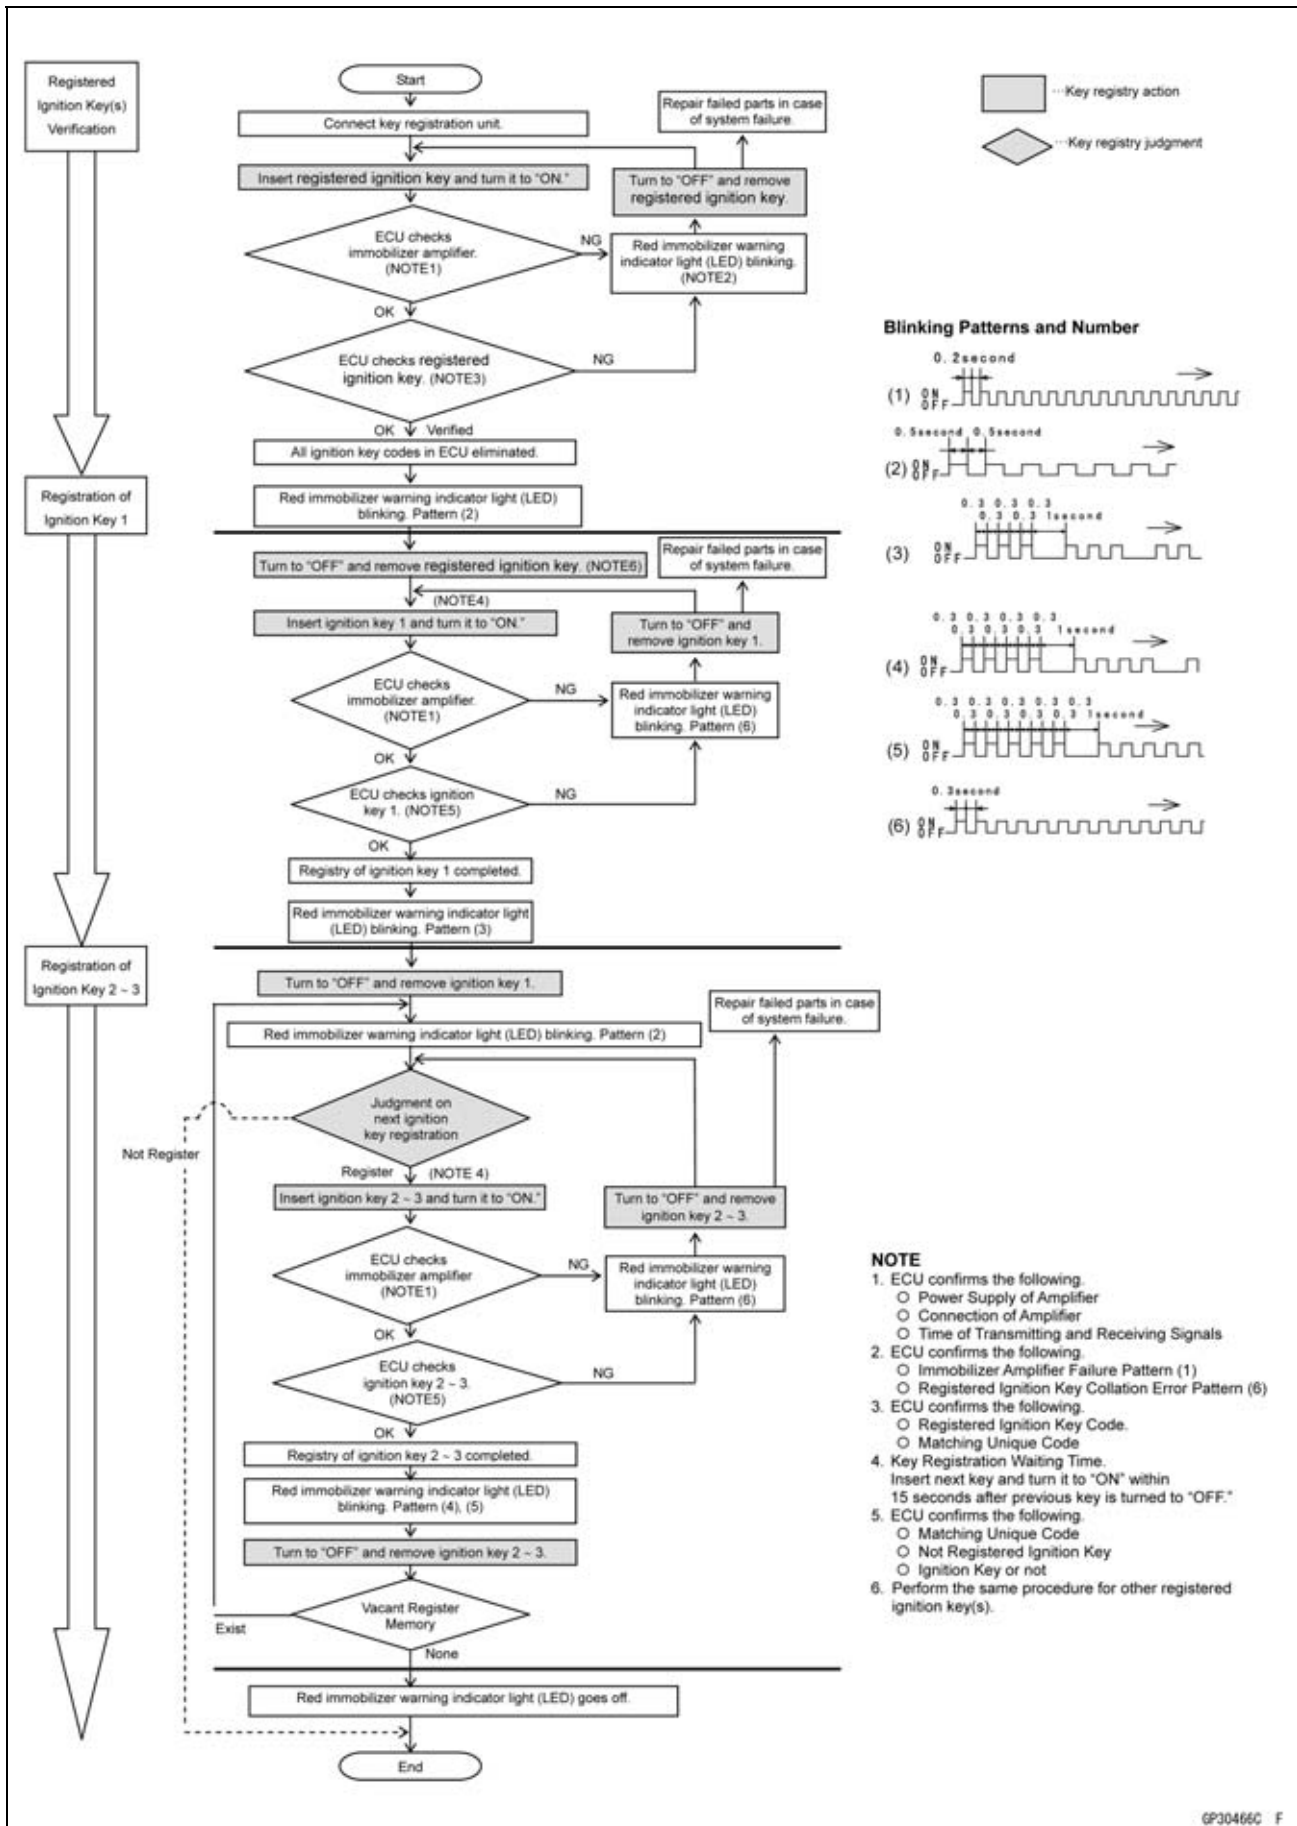 Registered
Ignition Key(s)
Verification
Start
Connect key registration unit.
Repair failed parts in case
of system failure.
···Key registry action
···Key registry judgment
Insert registered ignition key and turn it to “ON.”
Turn to “OFF” and remove
registered ignition key.
ECU checks
immobilizer amplifier.
(NOTE1)
NG
Red immobilizer warning
indicator light (LED) blinking.
(NOTE2)
OK
ECU checks registered
ignition key. (NOTE3)
NG
OK Verified
All ignition key codes in ECU eliminated.
Registration of
Ignition Key 1
Red immobilizer warning indicator light (LED)
blinking. Pattern (2)
Turn to “OFF” and remove registered ignition key. (NOTE6)
Repair failed parts in case
of system failure.
(NOTE4)
Insert ignition key 1 and turn it to “ON.”
Turn to “OFF” and
remove ignition key 1.
ECU checks
immobilizer amplifier.
(NOTE1)
NG
Red immobilizer warning
indicator light (LED)
blinking. Pattern (6)
OK
ECU checks ignition
key 1. (NOTE5)
NG
OK
Registry of ignition key 1 completed.
Red immobilizer warning indicator light
(LED) blinking. Pattern (3)
Registration of
Ignition Key 2 ~ 3
Turn to “OFF” and remove ignition key 1.
Repair failed parts in case
of system failure.
Red immobilizer warning indicator light (LED) blinking. Pattern (2)
Judgment on
next ignition
key registration
Not Register
Register (NOTE 4)
Insert ignition key 2 ~ 3 and turn it to “ON.”
Turn to “OFF” and remove
ignition key 2 ~ 3.
ECU checks
immobilizer amplifier
(NOTE1)
NG
Red immobilizer warning
indicator light (LED)
blinking. Pattern (6)
OK
ECU checks
ignition key 2 ~ 3.
(NOTE5)
NG
OK
Registry of ignition key 2 ~ 3 completed.
Red immobilizer warning indicator light (LED)
blinking. Pattern (4), (5)
Turn to “OFF” and remove ignition key 2 ~ 3.
Vacant Register
Memory
Exist
None
Red immobilizer warning indicator light (LED) goes off.
End
Blinking Patterns and Number
0.2second
(1) ON
OFF
0.5second 0.5second
(2) ON
OFF
0.3 0.3 0.3 0.3
0.3 0.3 0.3 1second
(3) ON
OFF
0.3 0.3 0.3 0.3 0.3
0.3 0.3 0.3 0.3 1second
(4) ON
OFF
0.3 0.3 0.3 0.3 0.3 0.3
0.3 0.3 0.3 0.3 0.3 1second
(5) ON
OFF
0.3second
(6) ON
OFF
NOTE
1. ECU confirms the following.
○ Power Supply of Amplifier
○ Connection of Amplifier
○ Time of Transmitting and Receiving Signals
2. ECU confirms the following.
○ Immobilizer Amplifier Failure Pattern (1)
○ Registered Ignition Key Collation Error Pattern (6)
3. ECU confirms the following.
○ Registered Ignition Key Code.
○ Matching Unique Code
4. Key Registration Waiting Time.
Insert next key and turn it to “ON” within
15 seconds after previous key is turned to “OFF.”
5. ECU confirms the following.
○ Matching Unique Code
○ Not Registered Ignition Key
○ Ignition Key or not
6. Perform the same procedure for other registered
ignition key(s).
GP30466C F